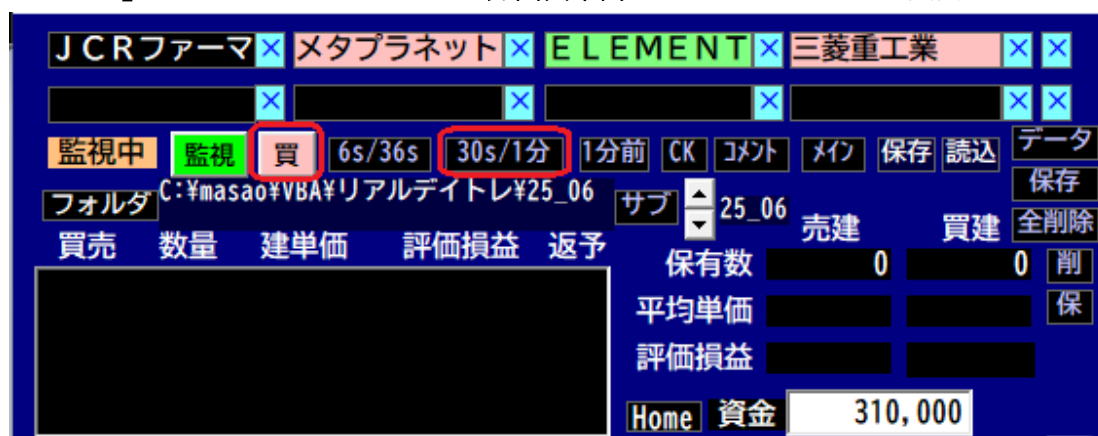 JCRファーマ × メタプラネット × ELEMENT × 三菱重工業 × ×
× × × × ×
監視中 監視 買 6s/36s 30s/1分 1分前 CK コメント メイン 保存 読込 データ
フォルダ C:¥masao¥VBA¥リアルデイトレ¥25_06 サブ 25_06 保存
買売 数量 建単価 評価損益 返予 売建 買建 全削除
保有数 0 0 削
平均単価 保
評価損益
Home 資金 310,000